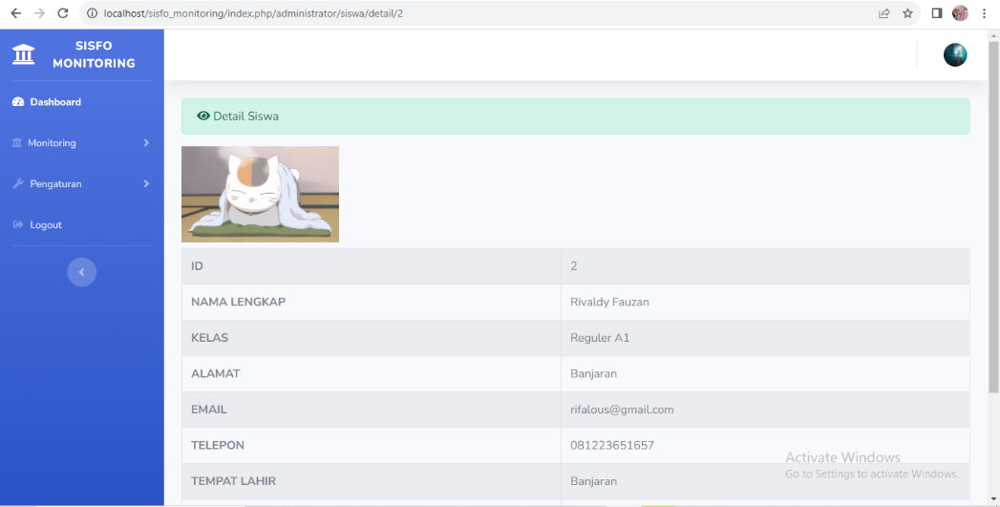 localhost/sisfo_monitoring/index.php/administrator/siswa/detail/2
SISFO
MONITORING
Dashboard
Monitoring
Pengaturan
Logout
Detail Siswa
ID 2
NAMA LENGKAP Rivaldy Fauzan
KELAS Reguler A1
ALAMAT Banjaran
EMAIL rifalous@gmail.com
TELEPON 081223651657
TEMPAT LAHIR Banjaran
Activate Windows
Go to Settings to activate Windows.